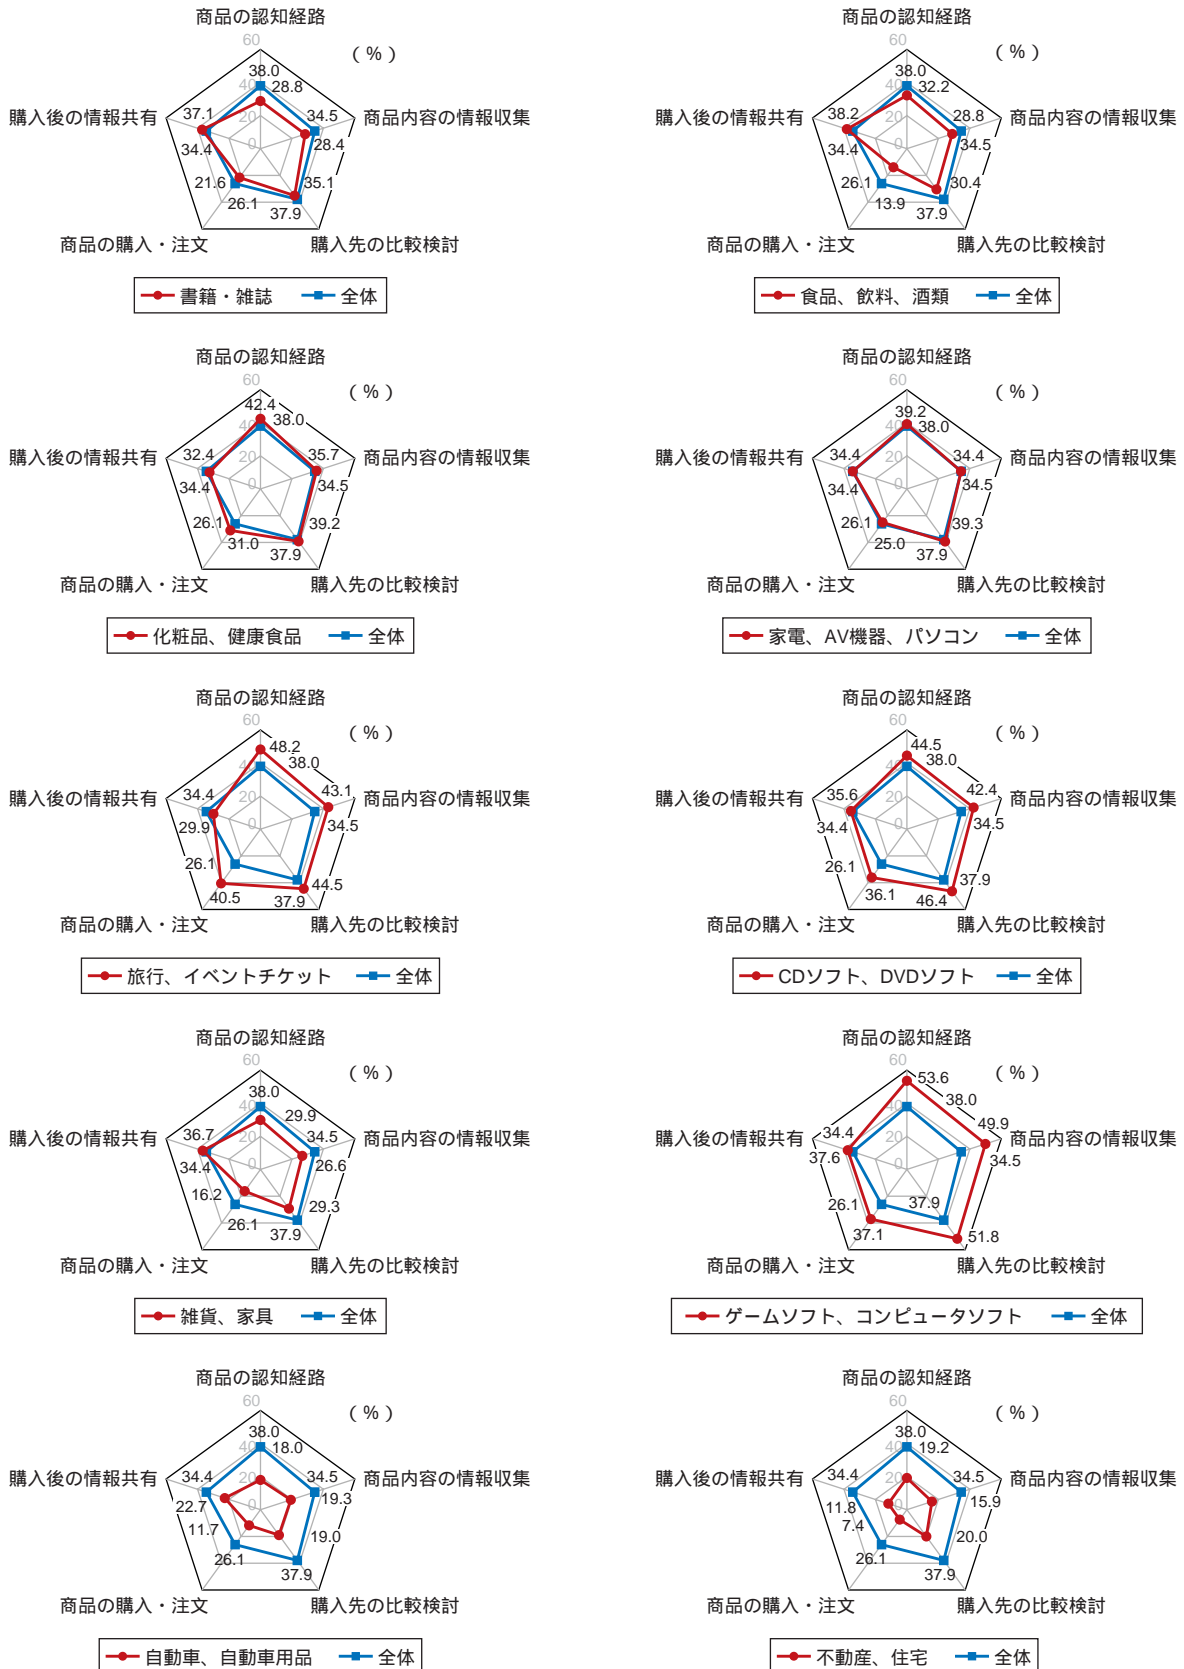 商品の認知経路
60
(%)
38.0
40
28.8
購入後の情報共有
37.1
34.5
商品内容の情報収集
20
34.4
0
28.4
21.6
35.1
26.1
37.9
商品の購入・注文
購入先の比較検討
書籍・雑誌 全体
商品の認知経路
60
(%)
38.0
40
32.2
購入後の情報共有
38.2
28.8
商品内容の情報収集
20
34.4
0
34.5
26.1
30.4
13.9
37.9
商品の購入・注文
購入先の比較検討
食品、飲料、酒類 全体
商品の認知経路
60
(%)
42.4
40
38.0
購入後の情報共有
32.4
35.7
商品内容の情報収集
20
34.4
0
34.5
26.1
39.2
31.0
37.9
商品の購入・注文
購入先の比較検討
化粧品、健康食品 全体
商品の認知経路
60
(%)
39.2
40
38.0
購入後の情報共有
34.4
34.4
商品内容の情報収集
20
34.4
0
34.5
26.1
39.3
25.0
37.9
商品の購入・注文
購入先の比較検討
家電、AV機器、パソコン 全体
商品の認知経路
60
(%)
48.2
40
38.0
購入後の情報共有
34.4
43.1
商品内容の情報収集
20
29.9
0
34.5
26.1
44.5
40.5
37.9
商品の購入・注文
購入先の比較検討
旅行、イベントチケット 全体
商品の認知経路
60
(%)
44.5
40
38.0
購入後の情報共有
35.6
42.4
商品内容の情報収集
20
34.4
0
34.5
26.1
37.9
36.1
46.4
商品の購入・注文
購入先の比較検討
CDソフト、DVDソフト 全体
商品の認知経路
60
(%)
38.0
40
29.9
購入後の情報共有
36.7
34.5
商品内容の情報収集
20
34.4
0
26.6
16.2
29.3
26.1
37.9
商品の購入・注文
購入先の比較検討
雑貨、家具 全体
商品の認知経路
60
(%)
53.6
40
38.0
購入後の情報共有
34.4
49.9
商品内容の情報収集
20
37.6
0
34.5
26.1
37.9
37.1
51.8
商品の購入・注文
購入先の比較検討
ゲームソフト、コンピュータソフト 全体
商品の認知経路
60
(%)
38.0
40
18.0
購入後の情報共有
34.4
34.5
商品内容の情報収集
20
22.7
0
19.3
11.7
19.0
26.1
37.9
商品の購入・注文
購入先の比較検討
自動車、自動車用品 全体
商品の認知経路
60
(%)
38.0
40
19.2
購入後の情報共有
34.4
34.5
商品内容の情報収集
20
11.8
0
15.9
7.4
20.0
26.1
37.9
商品の購入・注文
購入先の比較検討
不動産、住宅 全体